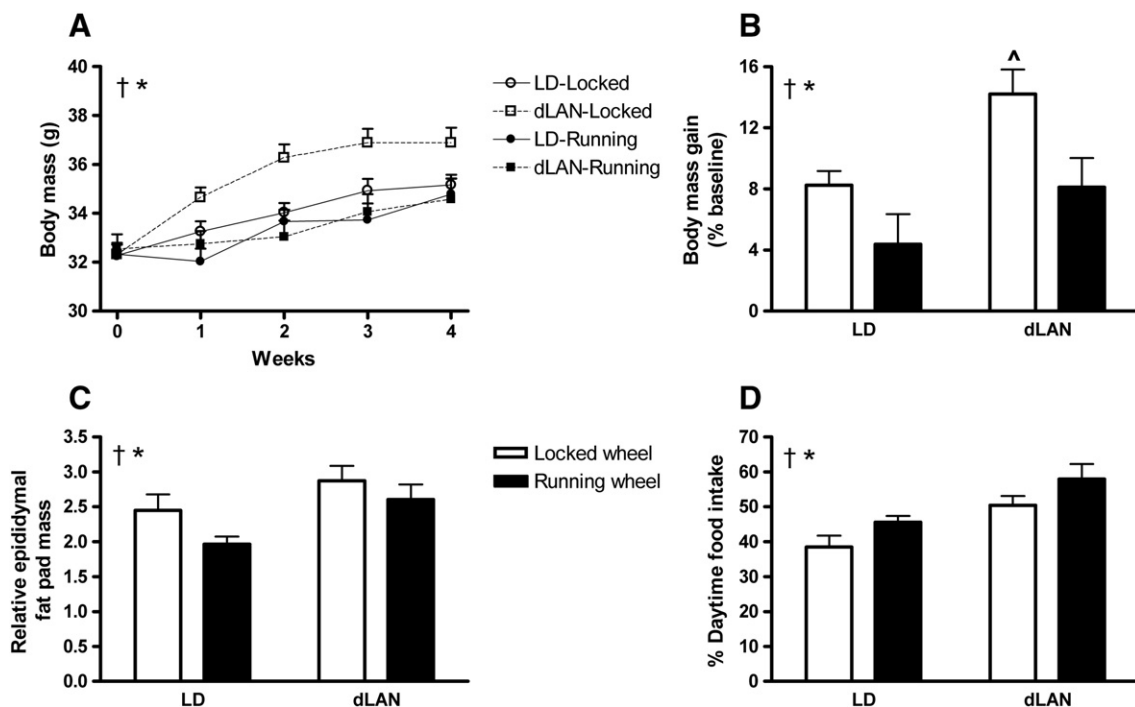 A
† *
Body mass (g)
40
38
36
34
32
30
0 1 2 3 4
Weeks
LD-Locked
dLAN-Locked
LD-Running
dLAN-Running
B
† *
^
Body mass gain
(% baseline)
16
12
8
4
0
LD dLAN
C
† *
Relative epididymal
fat pad mass
3.5
3.0
2.5
2.0
1.5
1.0
0.5
0.0
LD dLAN
Locked wheel
Running wheel
D
† *
% Daytime food intake
70
60
50
40
30
20
10
0
LD dLAN